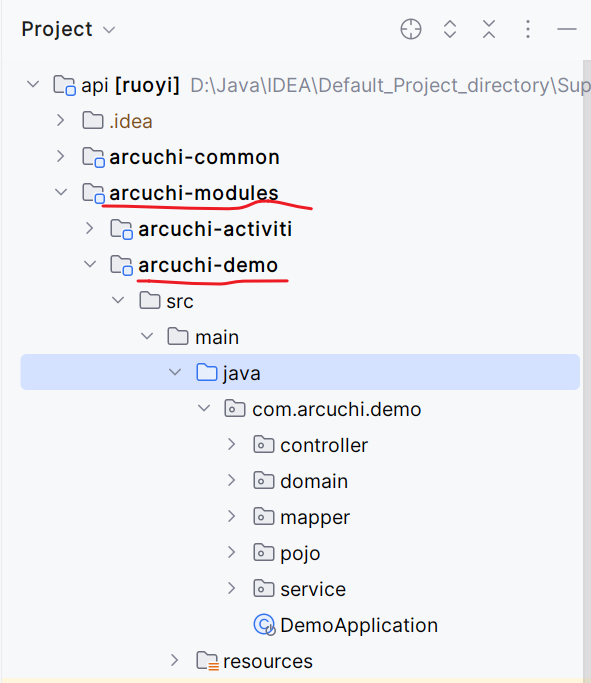 Project
api [ruoyi] D:\Java\IDEA\Default_Project_directory\Sup
.idea
arcuchi-common
arcuchi-modules
arcuchi-activiti
arcuchi-demo
src
main
java
com.arcuchi.demo
controller
domain
mapper
pojo
service
DemoApplication
resources